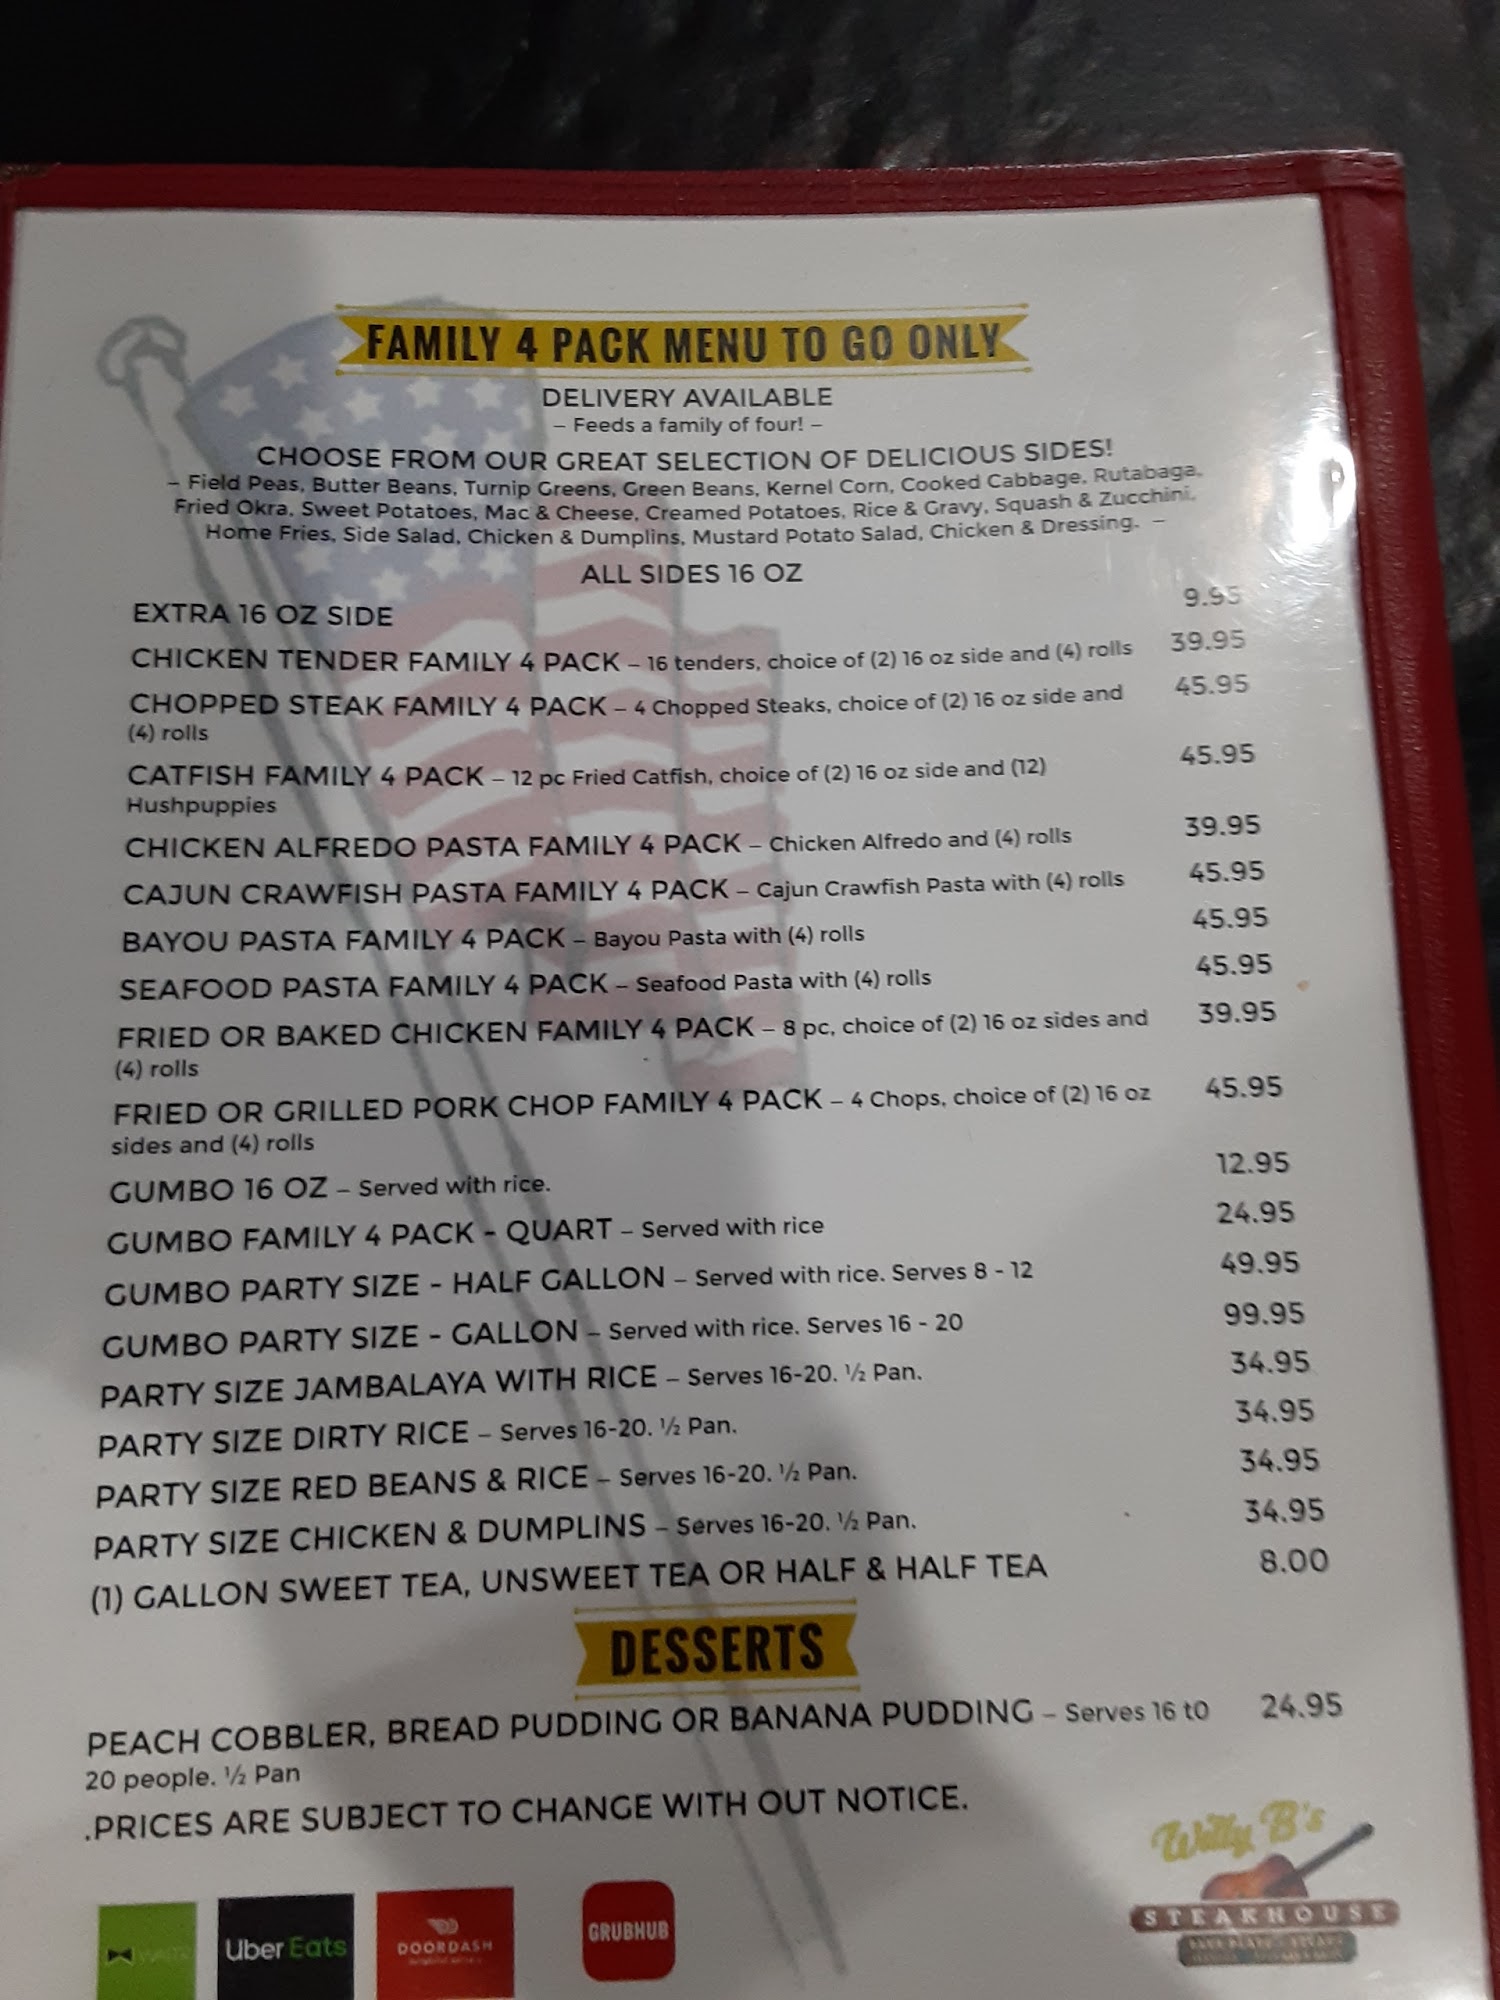 FAMILY 4 PACK MENU TO GO ONLY
DELIVERY AVAILABLE
– Feeds a family of four! –
CHOOSE FROM OUR GREAT SELECTION OF DELICIOUS SIDES!
– Field Peas, Butter Beans, Turnip Greens, Green Beans, Kernel Corn, Cooked Cabbage, Rutabaga,
Fried Okra, Sweet Potatoes, Mac & Cheese, Creamed Potatoes, Rice & Gravy, Squash & Zucchini,
Home Fries, Side Salad, Chicken & Dumplins, Mustard Potato Salad, Chicken & Dressing. –
ALL SIDES 16 OZ
EXTRA 16 OZ SIDE 9.95
CHICKEN TENDER FAMILY 4 PACK – 16 tenders, choice of (2) 16 oz side and (4) rolls 39.95
CHOPPED STEAK FAMILY 4 PACK – 4 Chopped Steaks, choice of (2) 16 oz side and 45.95
(4) rolls
CATFISH FAMILY 4 PACK – 12 pc Fried Catfish, choice of (2) 16 oz side and (12) 45.95
Hushpuppies
CHICKEN ALFREDO PASTA FAMILY 4 PACK – Chicken Alfredo and (4) rolls 39.95
CAJUN CRAWFISH PASTA FAMILY 4 PACK – Cajun Crawfish Pasta with (4) rolls 45.95
BAYOU PASTA FAMILY 4 PACK – Bayou Pasta with (4) rolls 45.95
SEAFOOD PASTA FAMILY 4 PACK – Seafood Pasta with (4) rolls 45.95
FRIED OR BAKED CHICKEN FAMILY 4 PACK – 8 pc, choice of (2) 16 oz sides and 39.95
(4) rolls
FRIED OR GRILLED PORK CHOP FAMILY 4 PACK – 4 Chops, choice of (2) 16 oz 45.95
sides and (4) rolls
GUMBO 16 OZ – Served with rice. 12.95
GUMBO FAMILY 4 PACK - QUART – Served with rice 24.95
GUMBO PARTY SIZE - HALF GALLON – Served with rice. Serves 8 - 12 49.95
GUMBO PARTY SIZE - GALLON – Served with rice. Serves 16 - 20 99.95
PARTY SIZE JAMBALAYA WITH RICE – Serves 16-20. ½ Pan. 34.95
PARTY SIZE DIRTY RICE – Serves 16-20. ½ Pan. 34.95
PARTY SIZE RED BEANS & RICE – Serves 16-20. ½ Pan. 34.95
PARTY SIZE CHICKEN & DUMPLINS – Serves 16-20. ½ Pan. 34.95
(1) GALLON SWEET TEA, UNSWEET TEA OR HALF & HALF TEA 8.00
DESSERTS
PEACH COBBLER, BREAD PUDDING OR BANANA PUDDING – Serves 16 to 24.95
20 people. ½ Pan
.PRICES ARE SUBJECT TO CHANGE WITH OUT NOTICE.
Willy B's
STEAKHOUSE
WAITR
Uber Eats
DOORDASH
GRUBHUB